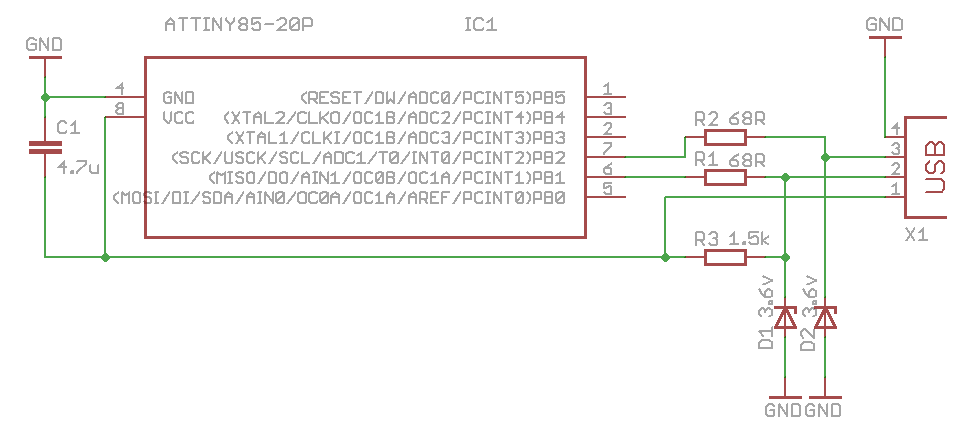 ATTINY85-20P IC1
GND
GND
4
GND
(RESET/DW/ADC0/PCINT5)PB5
1
8
VCC
(XTAL2/CLKO/OC1B/ADC2/PCINT4)PB4
3
(XTAL1/CLKI/OC1B/ADC3/PCINT3)PB3
2
(SCK/USCK/SCL/ADC1/T0/INT0/PCINT2)PB2
7
(MISO/DO/AIN1/OC0B/OC1A/PCINT1)PB1
6
(MOSI/DI/SDA/AIN0/OC0A/OC1A/AREF/PCINT0)PB0
5
C1
4.7u
R2 68R
R1 68R
R3 1.5k
4
3
2
1
USB
X1
D1 3.6v
D2 3.6v
GND
GND